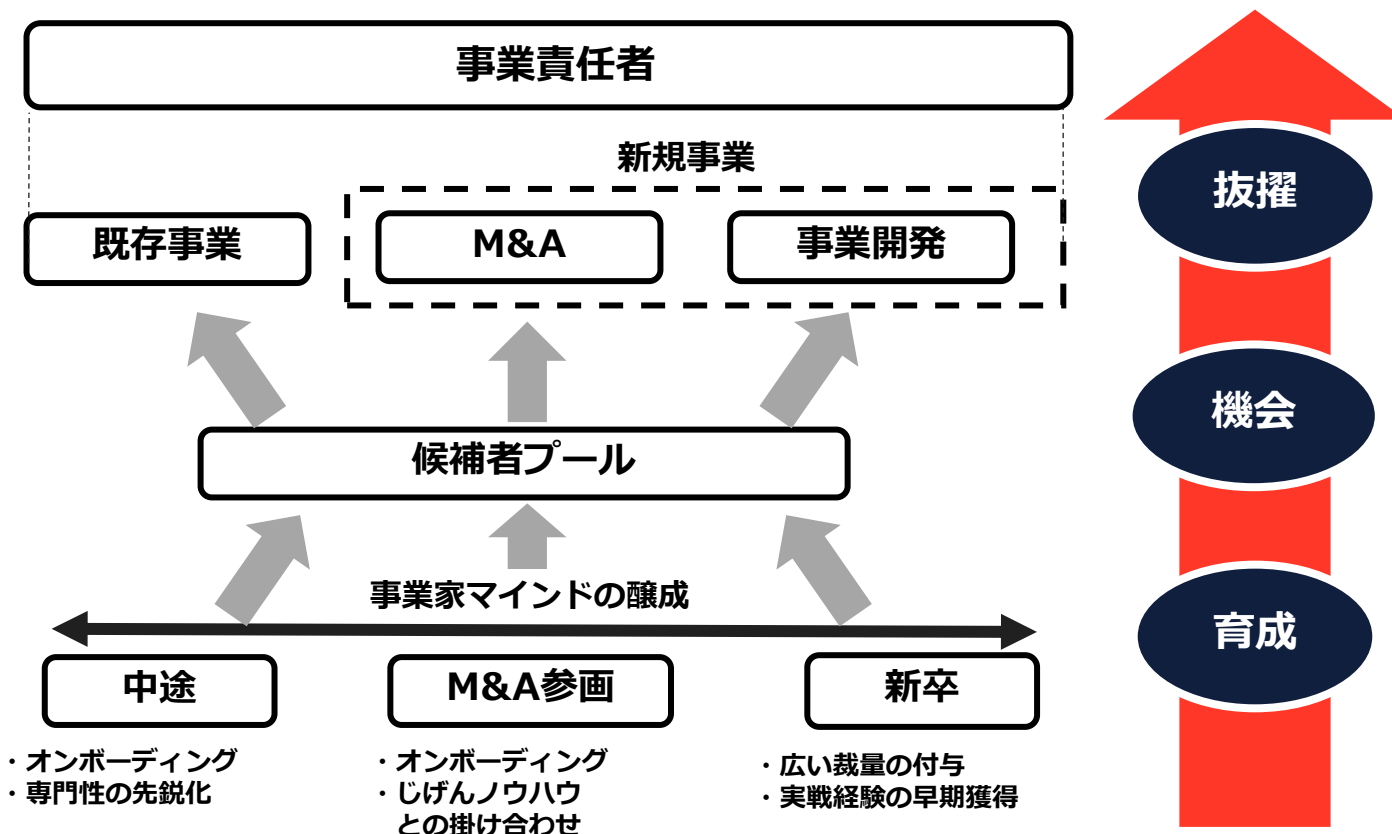 事業責任者
新規事業
既存事業
M&A
事業開発
候補者プール
事業家マインドの醸成
中途
M&A参画
新卒
・オンボーディング
・専門性の先鋭化
・オンボーディング
・じげんノウハウ
との掛け合わせ
・広い裁量の付与
・実戦経験の早期獲得
抜擢
機会
育成